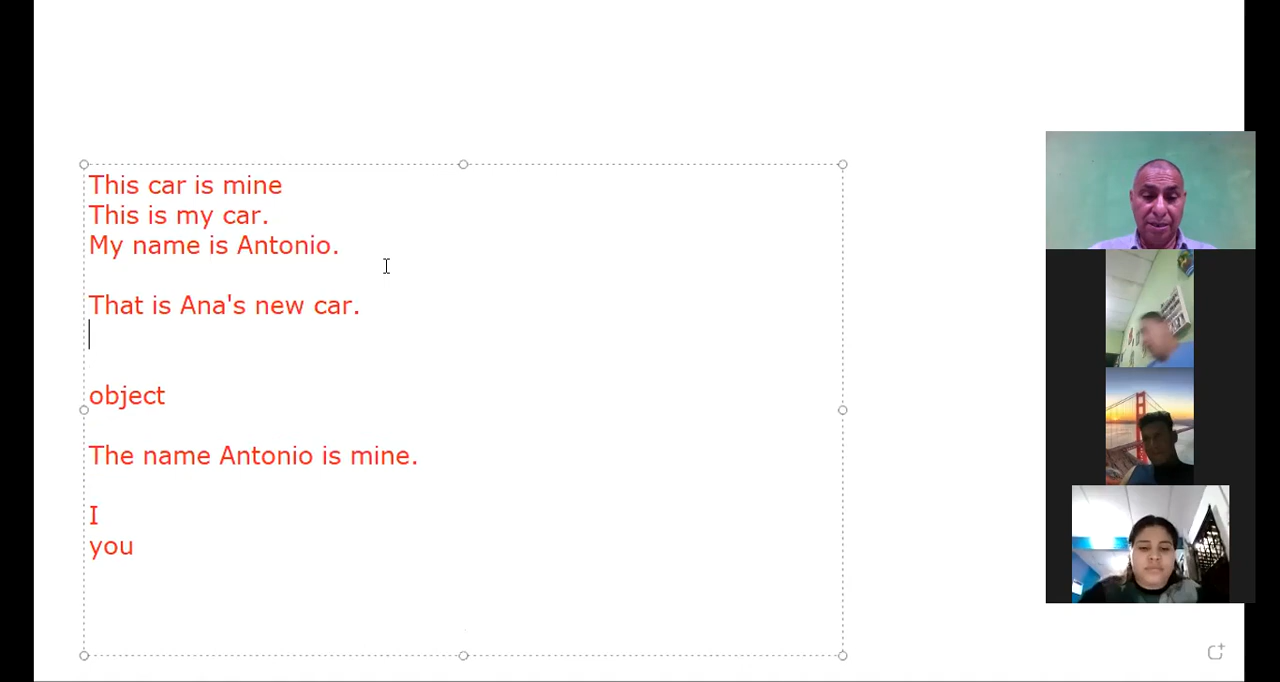 This car is mine
This is my car.
My name is Antonio.
That is Ana's new car.
object
The name Antonio is mine.
I
you